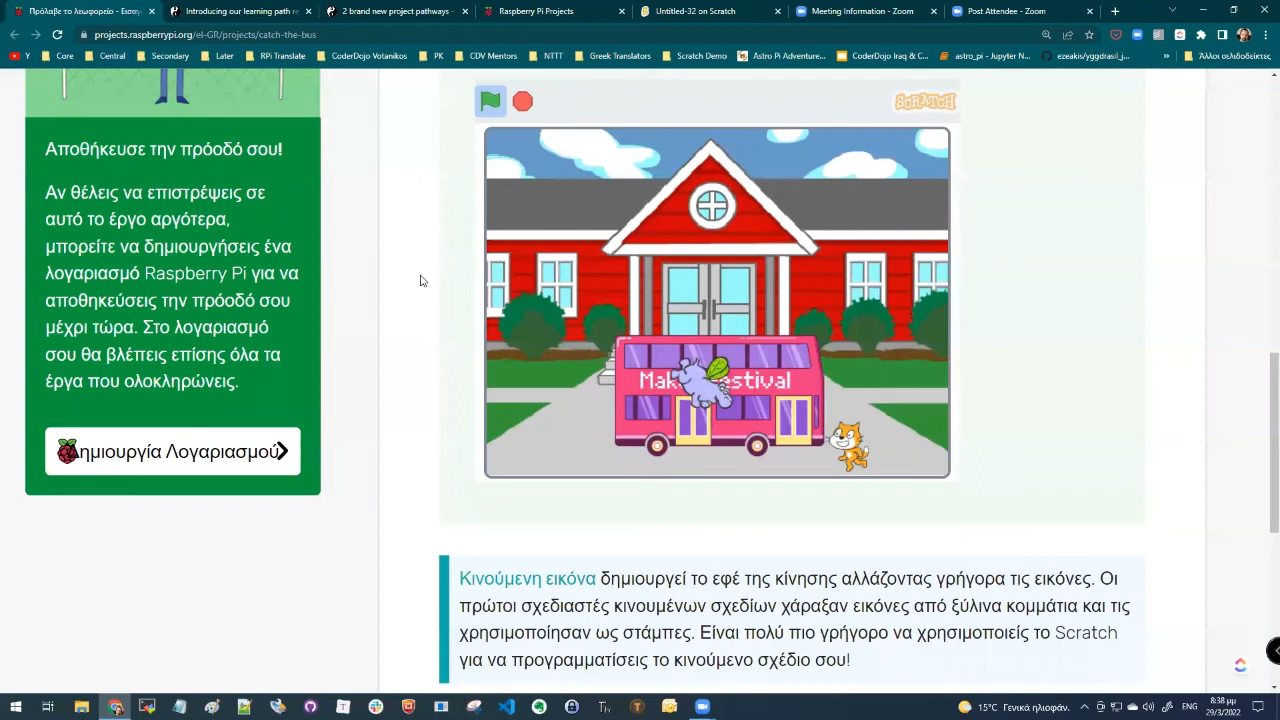 Πρόλαβε το λεωφορείο - Εισαγ
Introducing our learning path re
2 brand new project pathways -
Raspberry Pi Projects
Untitled-32 on Scratch
Meeting Information - Zoom
Post Attendee - Zoom
projects.raspberrypi.org/el-GR/projects/catch-the-bus
Y
Core
Central
Secondary
Later
RPi Translate
CoderDojo Votanikos
PK
CDV Mentors
NTTT
Greek Translators
Scratch Demo
Astro Pi Adventure...
CoderDojo Iraq & C...
astro_pi - Jupyter N...
ezeakis/yggdrasil_j...
»
Άλλοι σελιδοδείκτες
SCRATCH
Αποθήκευσε την πρόοδό σου!
Αν θέλεις να επιστρέψεις σε
αυτό το έργο αργότερα,
μπορείτε να δημιουργήσεις ένα
λογαριασμό Raspberry Pi για να
αποθηκεύσεις την πρόοδό σου
μέχρι τώρα. Στο λογαριασμό
σου θα βλέπεις επίσης όλα τα
έργα που ολοκληρώνεις.
Δημιουργία Λογαριασμού
Κινούμενη εικόνα δημιουργεί το εφέ της κίνησης αλλάζοντας γρήγορα τις εικόνες. Οι
πρώτοι σχεδιαστές κινουμένων σχεδίων χάραξαν εικόνες από ξύλινα κομμάτια και τις
χρησιμοποίησαν ως στάμπες. Είναι πολύ πιο γρήγορο να χρησιμοποιείς το Scratch
για να προγραμματίσεις το κινούμενο σχέδιο σου!
15°C Γενικά ηλιοφάν.
ENG
8:38 μμ
29/3/2022